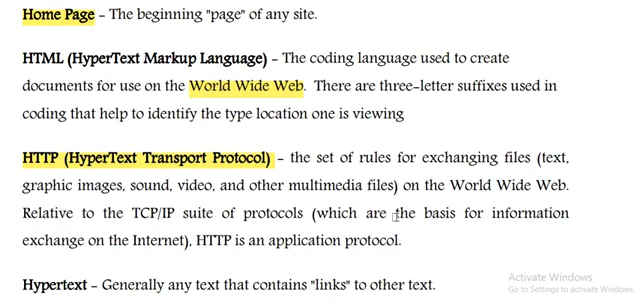 Home Page – The beginning "page" of any site.
HTML (HyperText Markup Language) – The coding language used to create
documents for use on the World Wide Web. There are three-letter suffixes used in
coding that help to identify the type location one is viewing
HTTP (HyperText Transport Protocol) – the set of rules for exchanging files (text,
graphic images, sound, video, and other multimedia files) on the World Wide Web.
Relative to the TCP/IP suite of protocols (which are the basis for information
exchange on the Internet), HTTP is an application protocol.
Hypertext – Generally any text that contains "links" to other text.
Activate Windows
Go to Settings to activate Windows.